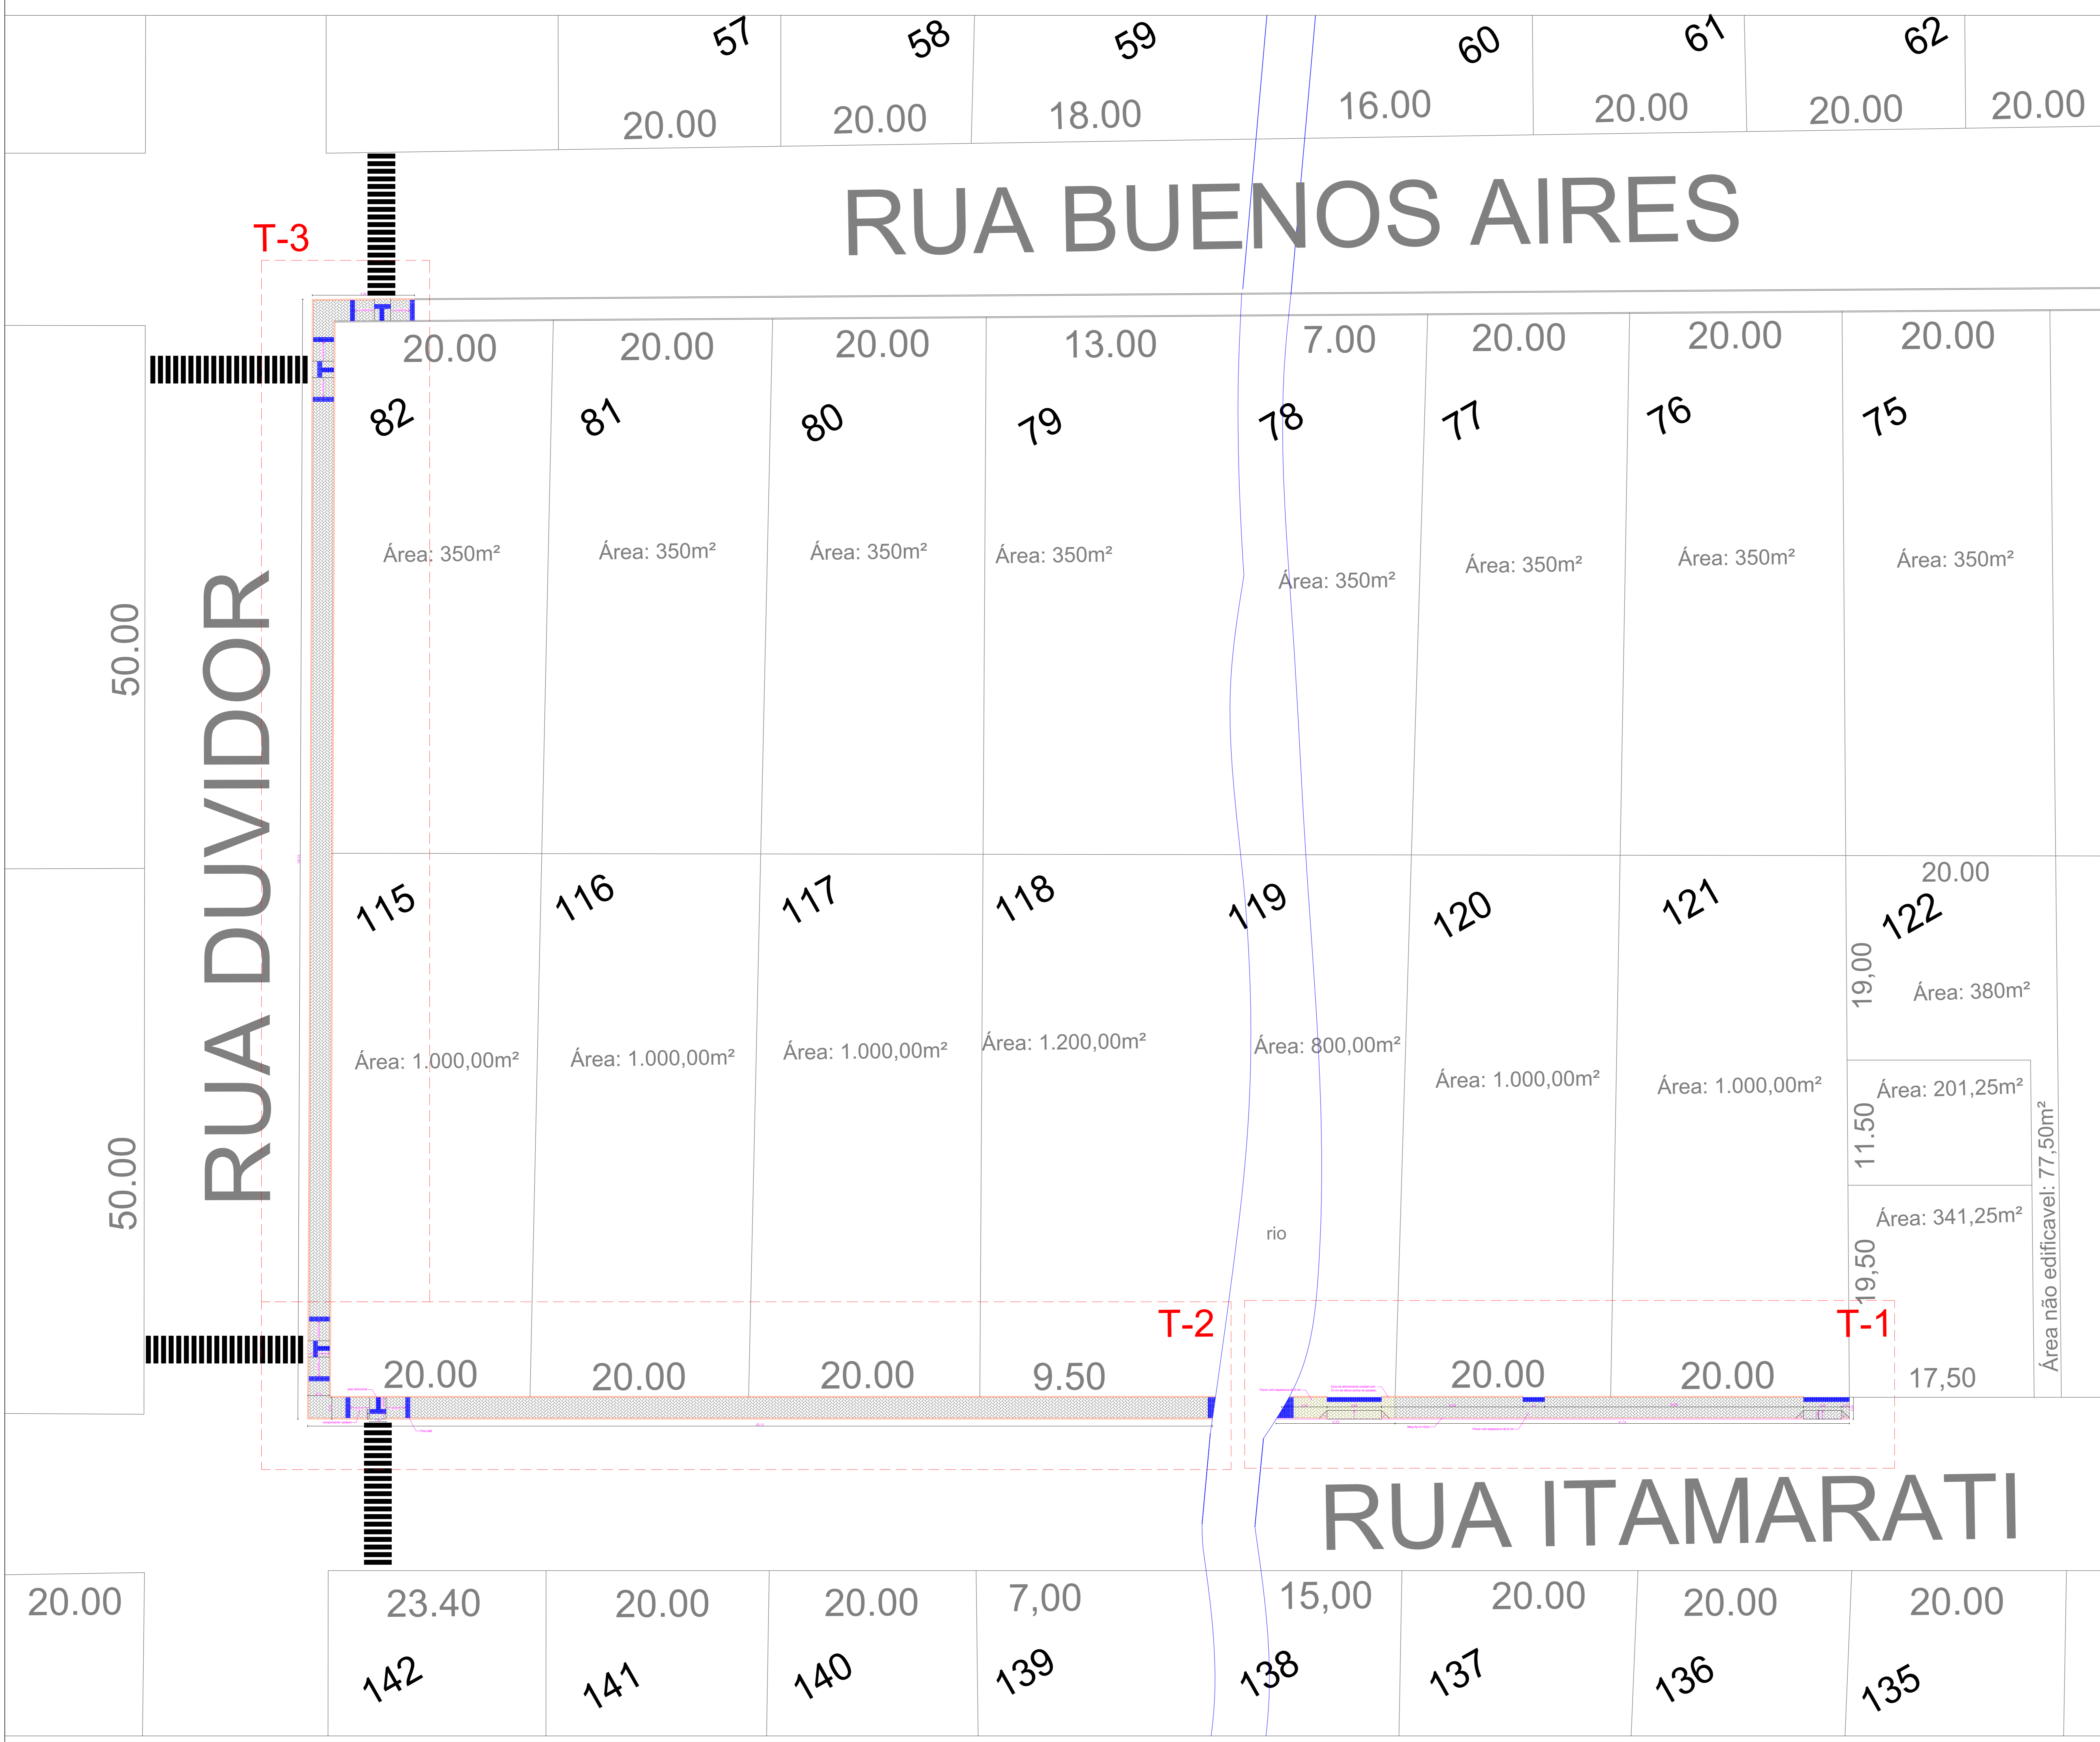 57
58
59
60
61
62
20.00
20.00
18.00
16.00
20.00
20.00
20.00
RUA BUENOS AIRES
T-3
20.00
20.00
20.00
13.00
7.00
20.00
20.00
20.00
82
81
80
79
78
77
76
75
Área: 350m²
Área: 350m²
Área: 350m²
Área: 350m²
Área: 350m²
Área: 350m²
Área: 350m²
Área: 350m²
50.00
RUA DUVIDOR
50.00
20.00
115
116
117
118
119
120
121
122
19,00
Área: 380m²
Área: 1.000,00m²
Área: 1.000,00m²
Área: 1.000,00m²
Área: 1.200,00m²
Área: 800,00m²
Área: 1.000,00m²
Área: 1.000,00m²
Área: 201,25m²
11.50
Área: 341,25m²
19,50
Área não edificavel: 77,50m²
rio
T-2
T-1
20.00
20.00
20.00
9.50
20.00
20.00
17,50
RUA ITAMARATI
20.00
23.40
20.00
20.00
7,00
15,00
20.00
20.00
20.00
142
141
140
139
138
137
136
135